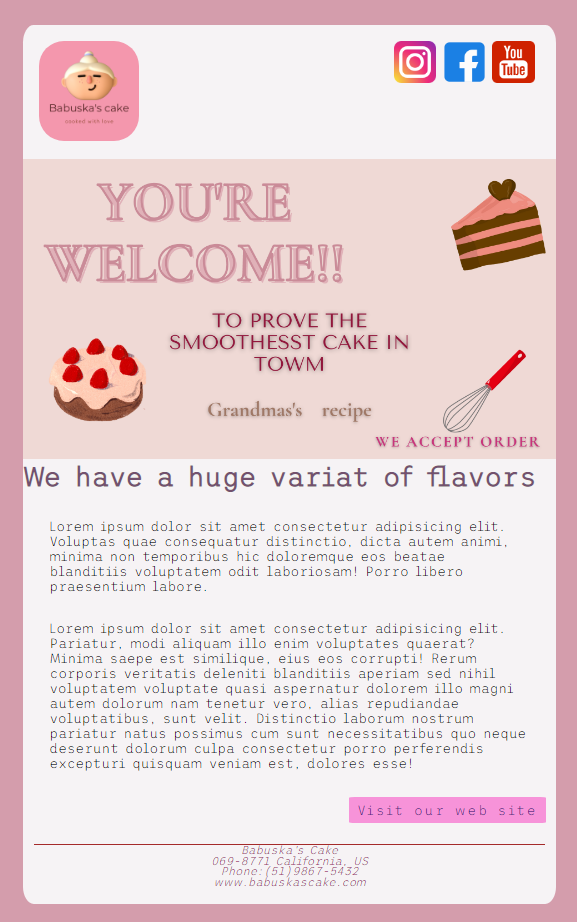 Babuska's cake
cooked with love
You
Tube
YOU'RE
WELCOME!!
TO PROVE THE
SMOOTHESST CAKE IN
TOWM
Grandmas's recipe
WE ACCEPT ORDER
We have a huge variat of flavors
Lorem ipsum dolor sit amet consectetur adipisicing elit.
Voluptas quae consequatur distinctio, dicta autem animi,
minima non temporibus hic doloremque eos beatae
blanditiis voluptatem odit laboriosam! Porro libero
praesentium labore.
Lorem ipsum dolor sit amet consectetur adipisicing elit.
Pariatur, modi aliquam illo enim voluptates quaerat?
Minima saepe est similique, eius eos corrupti! Rerum
corporis veritatis deleniti blanditiis aperiam sed nihil
voluptatem voluptate quasi aspernatur dolorem illo magni
autem dolorum nam tenetur vero, alias repudiandae
voluptatibus, sunt velit. Distinctio laborum nostrum
pariatur natus possimus cum sunt necessitatibus quo neque
deserunt dolorum culpa consectetur porro perferendis
excepturi quisquam veniam est, dolores esse!
Visit our web site
Babuska's Cake
069-8771 California, US
Phone:(51)9867-5432
www.babuskascake.com